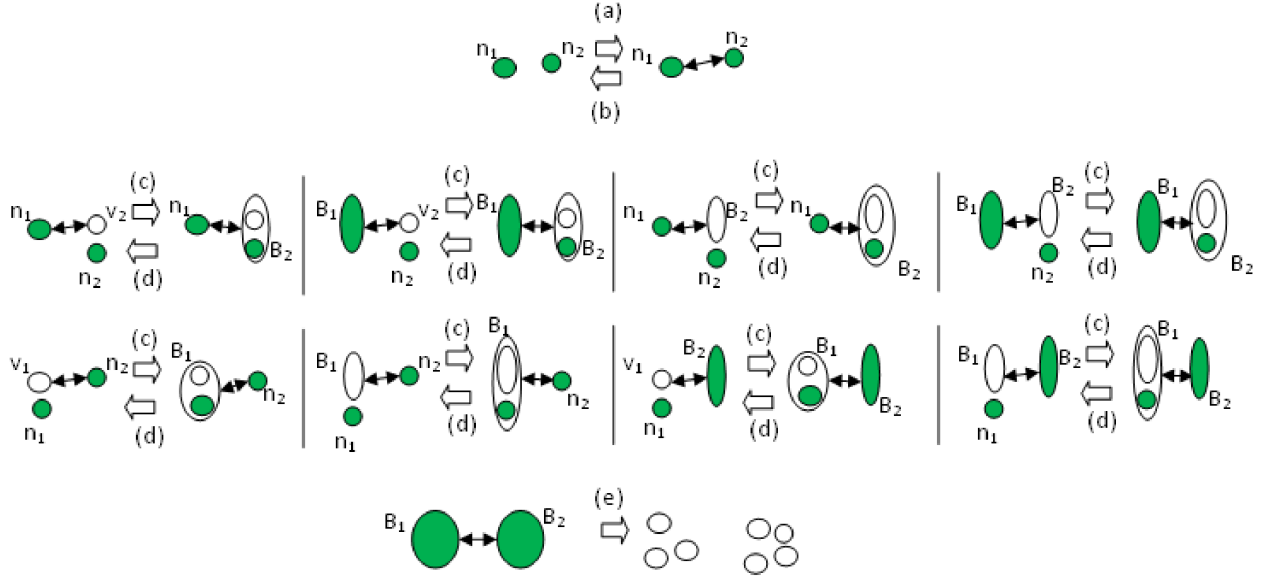 (a)
n₁ n₂ n₁ n₂
(b)
(c) (c) (c) (c)
n₁ v₂ n₁ B₁ v₂ B₁ n₁ B₂ n₁ B₁ B₂ B₁
B₂ B₂ B₂ B₂
n₂ (d) n₂ (d) n₂ (d) n₂ (d)
(c) (c) (c) (c)
v₁ n₂ B₁ B₁ n₂ B₁ v₁ B₂ B₁ B₁ B₂ B₁
n₂ n₂ B₂ B₂
n₁ (d) n₁ (d) n₁ (d) n₁ (d)
(e)
B₁ B₂